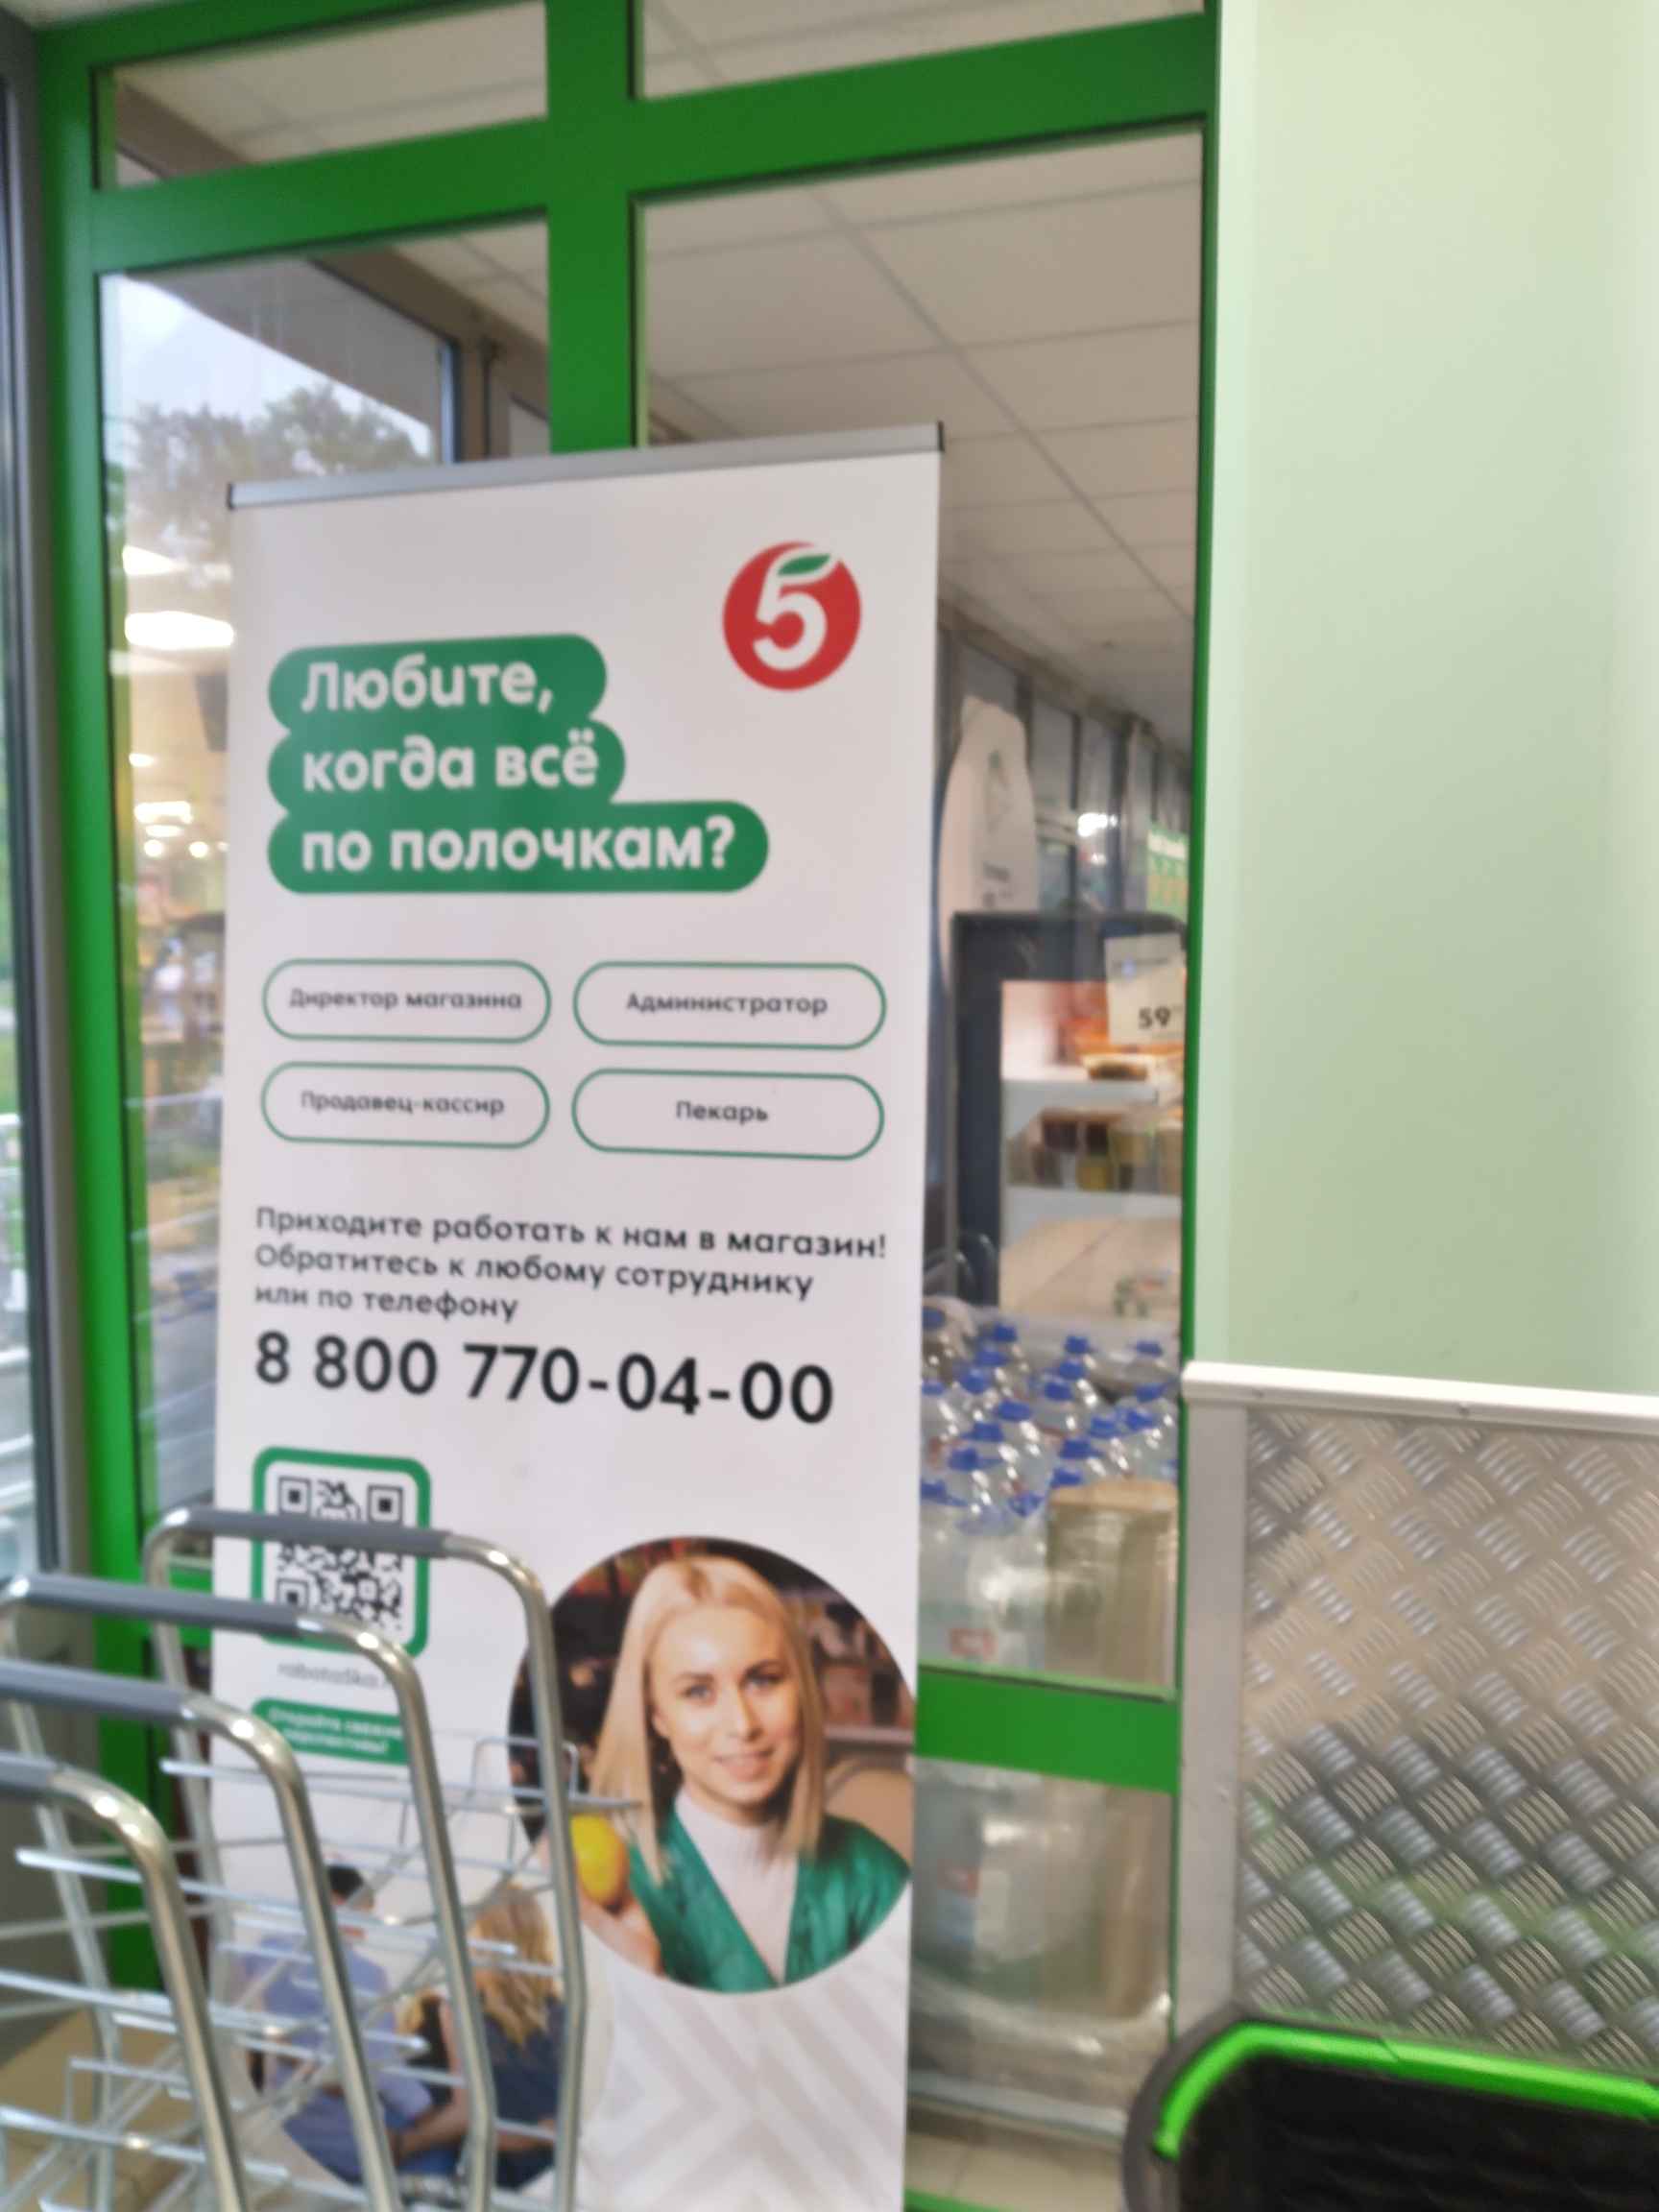 5
Любите,
когда всё
по полочкам?
Директор магазина
Администратор
Продавец-кассир
Пекарь
Приходите работать к нам в магазин!
Обратитесь к любому сотруднику
или по телефону
8 800 770-04-00
59